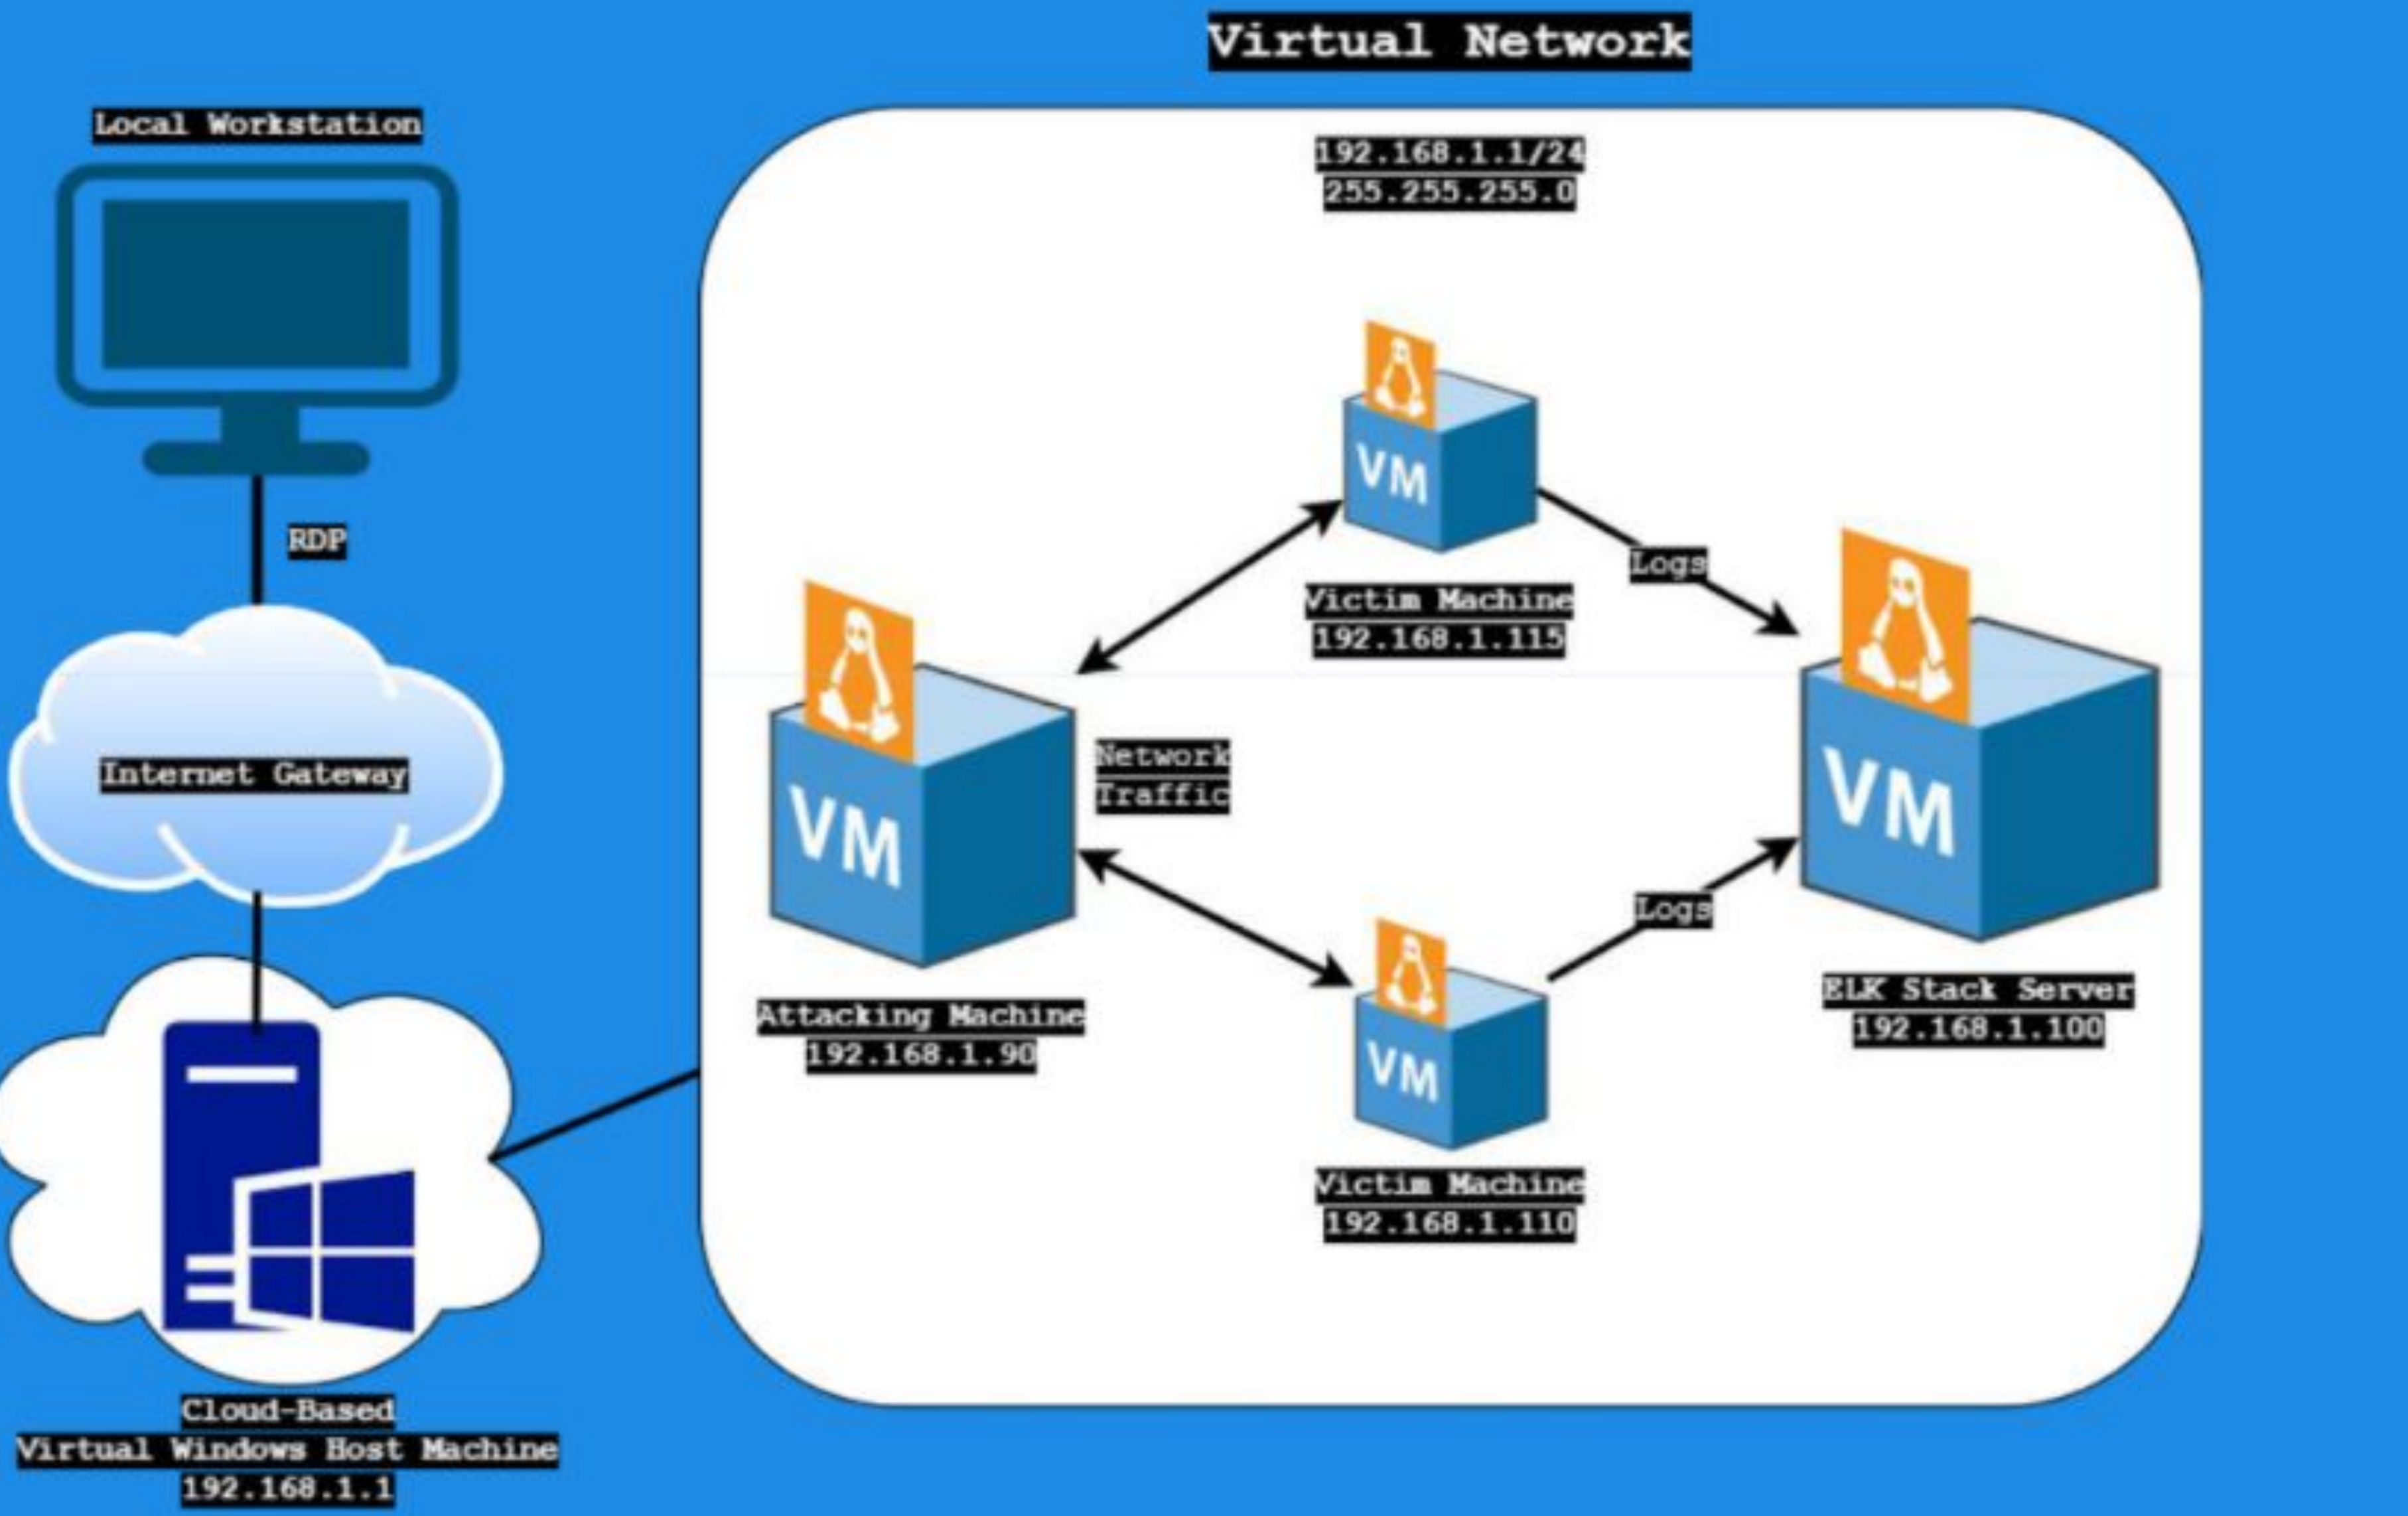 Virtual Network
Local Workstation
RDP
Internet Gateway
Cloud-Based
Virtual Windows Host Machine
192.168.1.1
192.168.1.1/24
255.255.255.0
VM
Victim Machine
192.168.1.115
Logs
VM
Attacking Machine
192.168.1.90
Network
Traffic
VM
ELK Stack Server
192.168.1.100
Logs
VM
Victim Machine
192.168.1.110